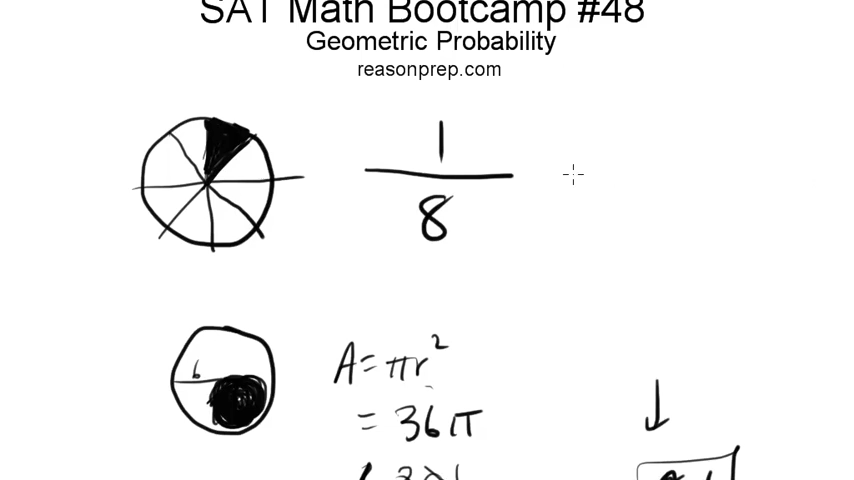 SAT Math Bootcamp #48
Geometric Probability
reasonprep.com
1
8
6
A = πr²
= 36π